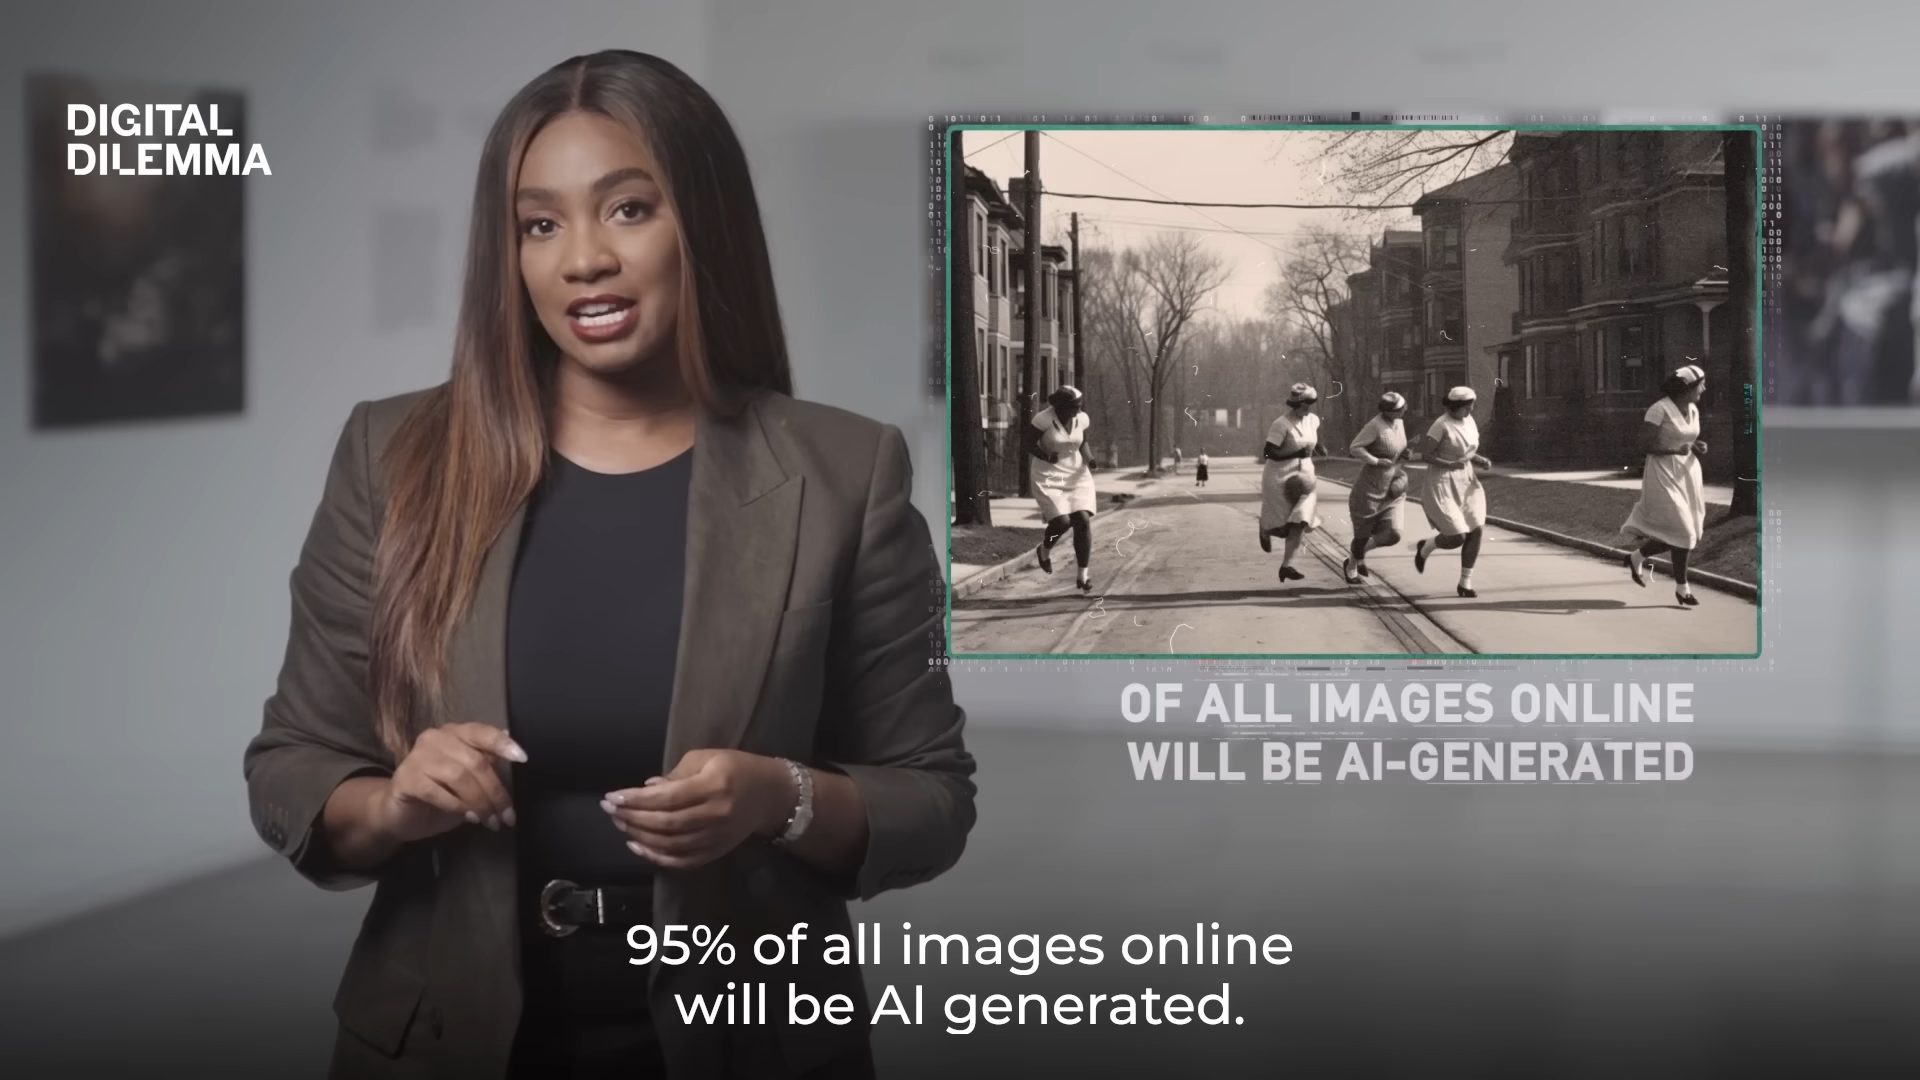 DIGITAL
DILEMMA
OF ALL IMAGES ONLINE
WILL BE AI-GENERATED
95% of all images online
will be AI generated.